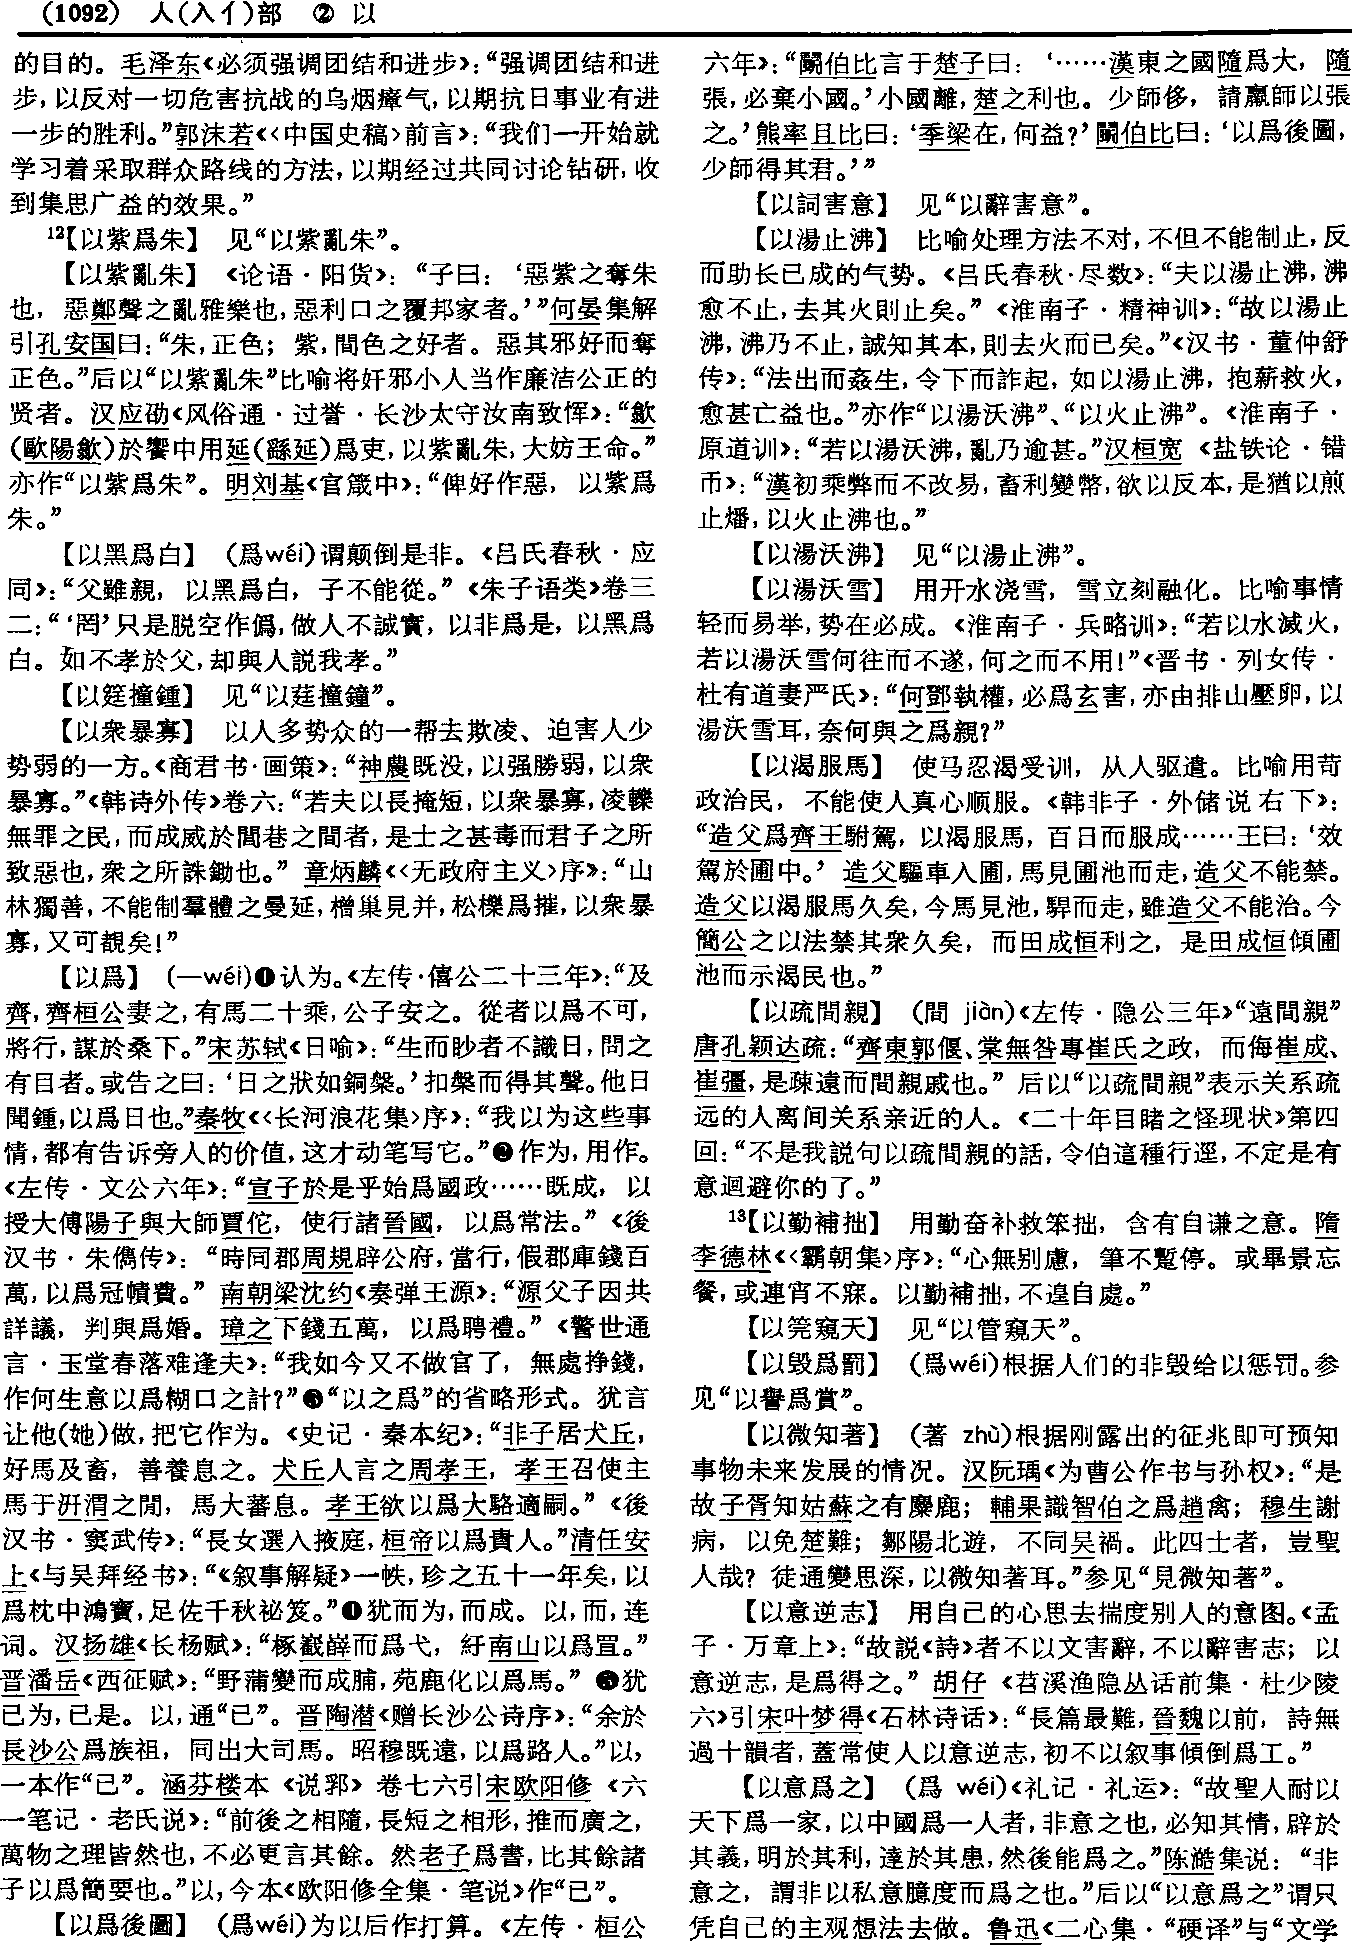 (1092) 人(入亻)部 ② 以
的目的。毛泽东《必须强调团结和进步》：“强调团结和进
步，以反对一切危害抗战的乌烟瘴气，以期抗日事业有进
一步的胜利。”郭沫若《〈中国史稿〉前言》：“我们一开始就
学习着采取群众路线的方法，以期经过共同讨论钻研，收
到集思广益的效果。”
12【以紫爲朱】 见“以紫亂朱”。
【以紫亂朱】 《论语·阳货》：“子曰：‘惡紫之奪朱
也，惡鄭聲之亂雅樂也，惡利口之覆邦家者。’”何晏集解
引孔安国曰：“朱，正色；紫，間色之好者。惡其邪好而奪
正色。”后以“以紫亂朱”比喻将奸邪小人当作廉洁公正的
贤者。汉应劭《风俗通·过誉·长沙太守汝南致恽》：“歙
(歐陽歙)於饗中用延(繇延)爲吏，以紫亂朱，大妨王命。”
亦作“以紫爲朱”。明刘基《官箴中》：“俾好作惡，以紫爲
朱。”
【以黑爲白】 (爲wéi)谓颠倒是非。《吕氏春秋·应
同》：“父雖親，以黑爲白，子不能從。”《朱子语类》卷三
二：“‘罔’只是脱空作僞，做人不誠實，以非爲是，以黑爲
白。如不孝於父，却與人説我孝。”
【以筳撞鍾】 见“以莛撞鐘”。
【以衆暴寡】 以人多势众的一帮去欺凌、迫害人少
势弱的一方。《商君书·画策》：“神農既没，以强勝弱，以衆
暴寡。”《韩诗外传》卷六：“若夫以長掩短，以衆暴寡，凌轢
無罪之民，而成威於閭巷之間者，是士之甚毒而君子之所
致惡也，衆之所誅鋤也。”章炳麟《〈无政府主义〉序》：“山
林獨善，不能制羣體之曼延，橧巢見并，松櫟爲摧，以衆暴
寡，又可覩矣！”
【以爲】 (—wéi)❶认为。《左传·僖公二十三年》：“及
齊，齊桓公妻之，有馬二十乘，公子安之。從者以爲不可，
將行，謀於桑下。”宋苏轼《日喻》：“生而眇者不識日，問之
有目者。或告之曰：‘日之狀如銅槃。’扣槃而得其聲。他日
聞鍾，以爲日也。”秦牧《〈长河浪花集〉序》：“我以为这些事
情，都有告诉旁人的价值，这才动笔写它。”❷作为，用作。
《左传·文公六年》：“宣子於是乎始爲國政……既成，以
授大傅陽子與大師賈佗，使行諸晉國，以爲常法。”《後
汉书·朱儁传》：“時同郡周規辟公府，當行，假郡庫錢百
萬，以爲冠幘費。”南朝梁沈约《奏弹王源》：“源父子因共
詳議，判與爲婚。璋之下錢五萬，以爲聘禮。”《警世通
言·玉堂春落难逢夫》：“我如今又不做官了，無處挣錢，
作何生意以爲糊口之計？”❸“以之爲”的省略形式。犹言
让他(她)做，把它作为。《史记·秦本纪》：“非子居犬丘，
好馬及畜，善養息之。犬丘人言之周孝王，孝王召使主
馬于汧渭之閒，馬大蕃息。孝王欲以爲大駱適嗣。”《後
汉书·窦武传》：“長女選入掖庭，桓帝以爲貴人。”清任安
上《与吴拜经书》：“《叙事解疑》一帙，珍之五十一年矣，以
爲枕中鴻寶，足佐千秋祕笈。”❹犹而为，而成。以，而，连
词。汉扬雄《长杨赋》：“椓巀嶭而爲弋，紆南山以爲罝。”
晋潘岳《西征赋》：“野蒲變而成脯，苑鹿化以爲馬。”❺犹
已为，已是。以，通“已”。晋陶潜《赠长沙公诗序》：“余於
長沙公爲族祖，同出大司馬。昭穆既遠，以爲路人。”以，
一本作“已”。涵芬楼本《说郛》卷七六引宋欧阳修《六
一笔记·老氏说》：“前後之相隨，長短之相形，推而廣之，
萬物之理皆然也，不必更言其餘。然老子爲書，比其餘諸
子以爲簡要也。”以，今本《欧阳修全集·笔说》作“已”。
【以爲後圖】 (爲wéi)为以后作打算。《左传·桓公
六年》：“鬭伯比言于楚子曰：‘……漢東之國隨爲大，隨
張，必棄小國。’小國離，楚之利也。少師侈，請羸師以張
之。’熊率且比曰：‘季梁在，何益？’鬭伯比曰：‘以爲後圖，
少師得其君。’”
【以詞害意】 见“以辭害意”。
【以湯止沸】 比喻处理方法不对，不但不能制止，反
而助长已成的气势。《吕氏春秋·尽数》：“夫以湯止沸，沸
愈不止，去其火則止矣。”《淮南子·精神训》：“故以湯止
沸，沸乃不止，誠知其本，則去火而已矣。”《汉书·董仲舒
传》：“法出而姦生，令下而詐起，如以湯止沸，抱薪救火，
愈甚亡益也。”亦作“以湯沃沸”、“以火止沸”。《淮南子·
原道训》：“若以湯沃沸，亂乃逾甚。”汉桓宽《盐铁论·错
币》：“漢初乘弊而不改易，畜利變幣，欲以反本，是猶以煎
止燔，以火止沸也。”
【以湯沃沸】 见“以湯止沸”。
【以湯沃雪】 用开水浇雪，雪立刻融化。比喻事情
轻而易举，势在必成。《淮南子·兵略训》：“若以水滅火，
若以湯沃雪何往而不遂，何之而不用！”《晋书·列女传·
杜有道妻严氏》：“何鄧執權，必爲玄害，亦由排山壓卵，以
湯沃雪耳，奈何與之爲親？”
【以渴服馬】 使马忍渴受训，从人驱遣。比喻用苛
政治民，不能使人真心顺服。《韩非子·外储说右下》：
“造父爲齊王駙駕，以渴服馬，百日而服成……王曰：‘效
駕於圃中。’造父驅車入圃，馬見圃池而走，造父不能禁。
造父以渴服馬久矣，今馬見池，駻而走，雖造父不能治。今
簡公之以法禁其衆久矣，而田成恒利之，是田成恒傾圃
池而示渴民也。”
【以疏間親】 (間 jiàn)《左传·隐公三年》“遠間親”
唐孔颖达疏：“齊東郭偃、棠無咎專崔氏之政，而侮崔成、
崔彊，是疎遠而間親戚也。”后以“以疏間親”表示关系疏
远的人离间关系亲近的人。《二十年目睹之怪现状》第四
回：“不是我説句以疏間親的話，令伯這種行逕，不定是有
意迴避你的了。”
13【以勤補拙】 用勤奋补救笨拙，含有自谦之意。隋
李德林《〈霸朝集〉序》：“心無别慮，筆不蹔停。或畢景忘
餐，或連宵不寐。以勤補拙，不遑自處。”
【以筦窺天】 见“以管窺天”。
【以毁爲罰】 (爲wéi)根据人们的非毁给以惩罚。参
见“以譽爲賞”。
【以微知著】 (著 zhù)根据刚露出的征兆即可预知
事物未来发展的情况。汉阮瑀《为曹公作书与孙权》：“是
故子胥知姑蘇之有麋鹿；輔果識智伯之爲趙禽；穆生謝
病，以免楚難；鄒陽北遊，不同吴禍。此四士者，豈聖
人哉？徒通變思深，以微知著耳。”参见“見微知著”。
【以意逆志】 用自己的心思去揣度别人的意图。《孟
子·万章上》：“故説《詩》者不以文害辭，不以辭害志；以
意逆志，是爲得之。”胡仔《苕溪渔隐丛话前集·杜少陵
六》引宋叶梦得《石林诗话》：“長篇最難，晉魏以前，詩無
過十韻者，蓋常使人以意逆志，初不以叙事傾倒爲工。”
【以意爲之】 (爲 wéi)《礼记·礼运》：“故聖人耐以
天下爲一家，以中國爲一人者，非意之也，必知其情，辟於
其義，明於其利，達於其患，然後能爲之。”陈澔集说：“非
意之，謂非以私意臆度而爲之也。”后以“以意爲之”谓只
凭自己的主观想法去做。鲁迅《二心集·“硬译”与“文学